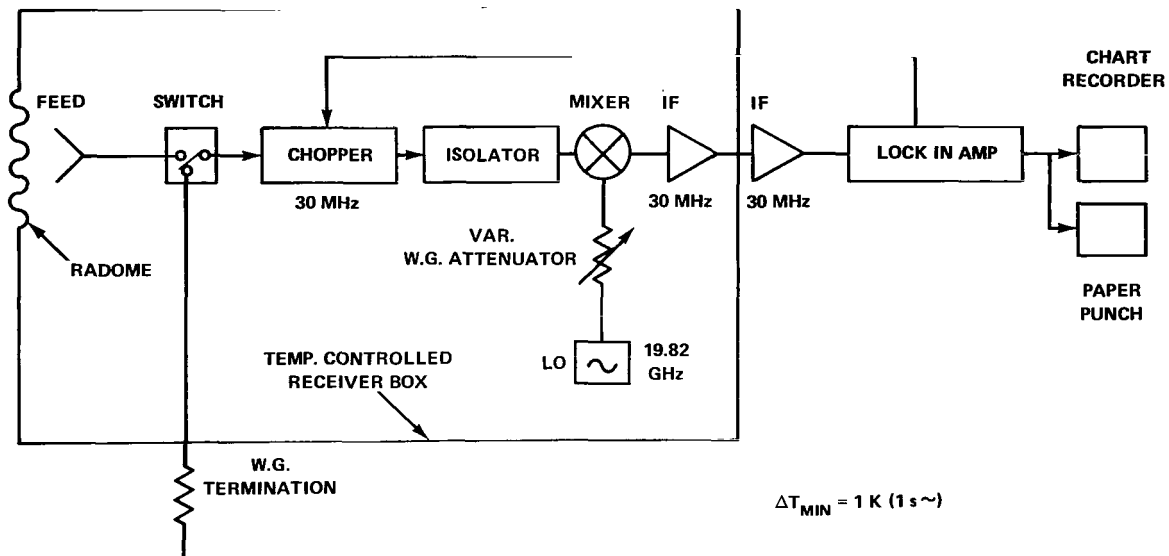 CHART
RECORDER
FEED
SWITCH
MIXER
IF
IF
CHOPPER
ISOLATOR
LOCK IN AMP
30 MHz
30 MHz
30 MHz
VAR.
W.G. ATTENUATOR
RADOME
PAPER
PUNCH
TEMP. CONTROLLED
RECEIVER BOX
LO
19.82
GHz
W.G.
TERMINATION
ΔT_MIN = 1 K (1 s ~)